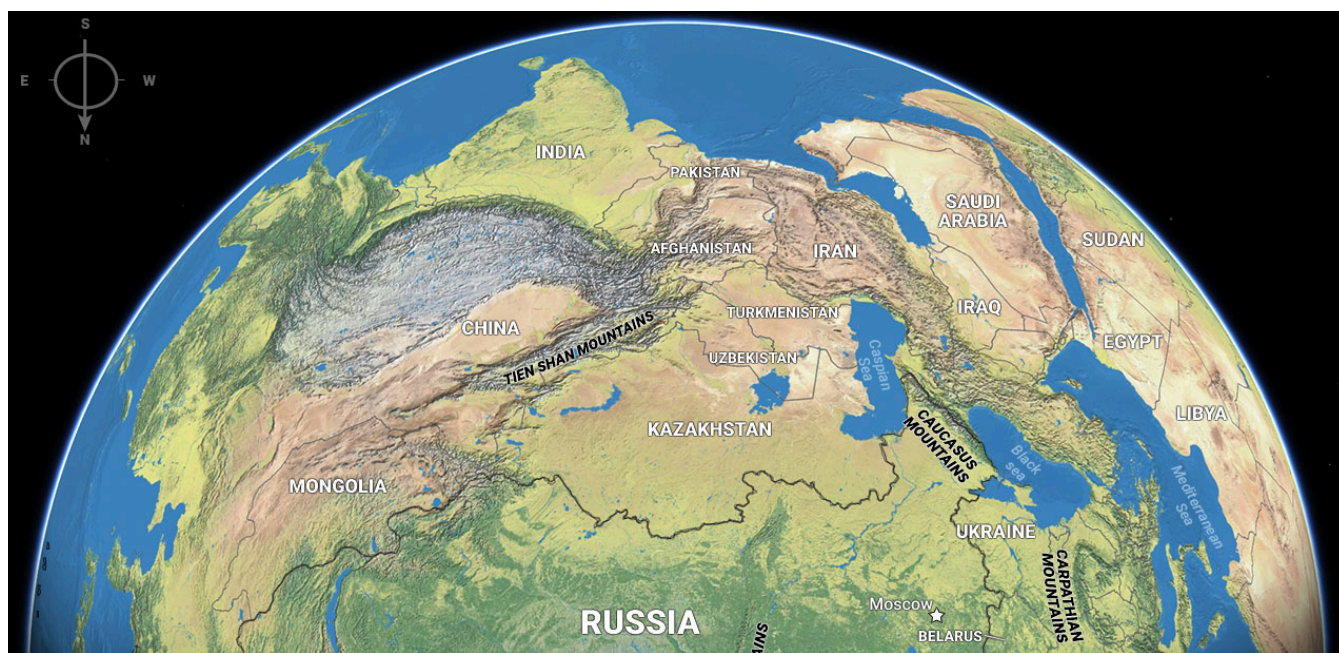 S
E
W
N
INDIA
PAKISTAN
SAUDI
ARABIA
SUDAN
AFGHANISTAN
IRAN
IRAQ
CHINA
TURKMENISTAN
TIEN SHAN MOUNTAINS
EGYPT
UZBEKISTAN
Caspian
Sea
LIBYA
KAZAKHSTAN
CAUCASUS
MOUNTAINS
Black
sea
MONGOLIA
Mediterranean
Sea
UKRAINE
CARPATHIAN
MOUNTAINS
Moscow
RUSSIA
BELARUS